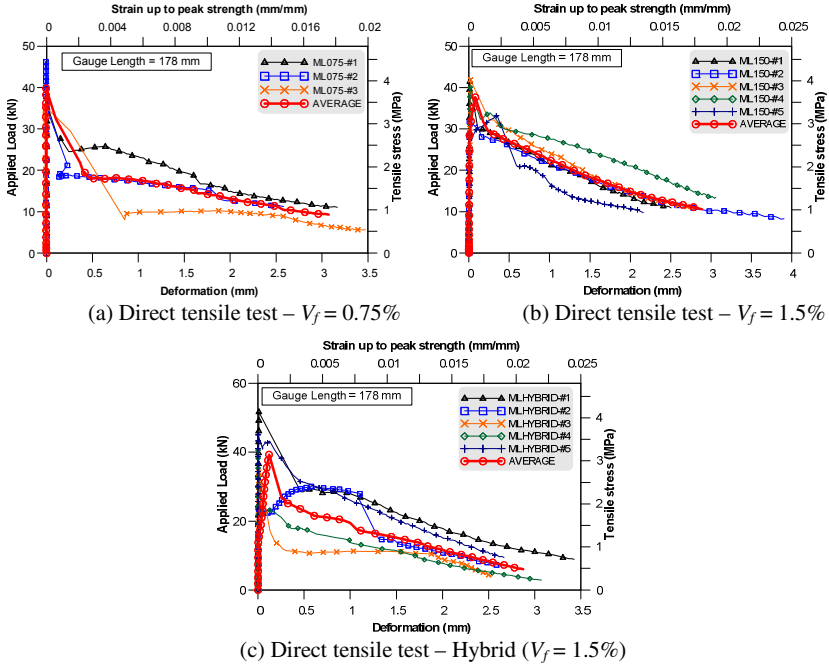 Strain up to peak strength (mm/mm)
0 0.004 0.008 0.012 0.016 0.02
Gauge Length = 178 mm
ML075-#1
ML075-#2
ML075-#3
AVERAGE
Applied Load (kN)
50
40
30
20
10
0
Tensile stress (MPa)
4
3
2
1
0
0 0.5 1 1.5 2 2.5 3 3.5
Deformation (mm)
(a) Direct tensile test – Vf = 0.75%
Strain up to peak strength (mm/mm)
0 0.005 0.01 0.015 0.02 0.025
Gauge Length = 178 mm
ML150-#1
ML150-#2
ML150-#3
ML150-#4
ML150-#5
AVERAGE
Applied Load (kN)
50
40
30
20
10
0
Tensile stress (MPa)
4
3
2
1
0
0 0.5 1 1.5 2 2.5 3 3.5 4
Deformation (mm)
(b) Direct tensile test – Vf = 1.5%
Strain up to peak strength (mm/mm)
0 0.005 0.01 0.015 0.02 0.025
Gauge Length = 178 mm
MLHYBRID-#1
MLHYBRID-#2
MLHYBRID-#3
MLHYBRID-#4
MLHYBRID-#5
AVERAGE
Applied Load (kN)
60
40
20
0
Tensile stress (MPa)
4
3
2
1
0
0 0.5 1 1.5 2 2.5 3 3.5
Deformation (mm)
(c) Direct tensile test – Hybrid (Vf = 1.5%)